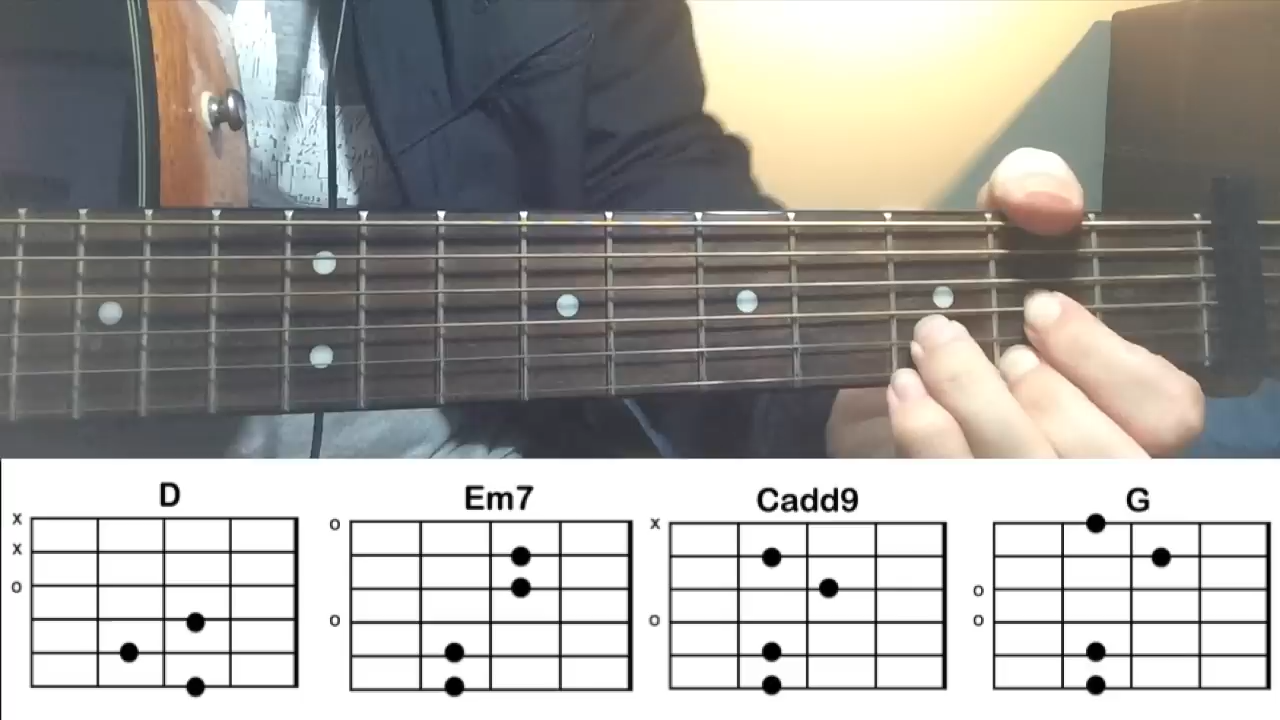 D Em7 Cadd9 G
x o x
x
o o
o o o